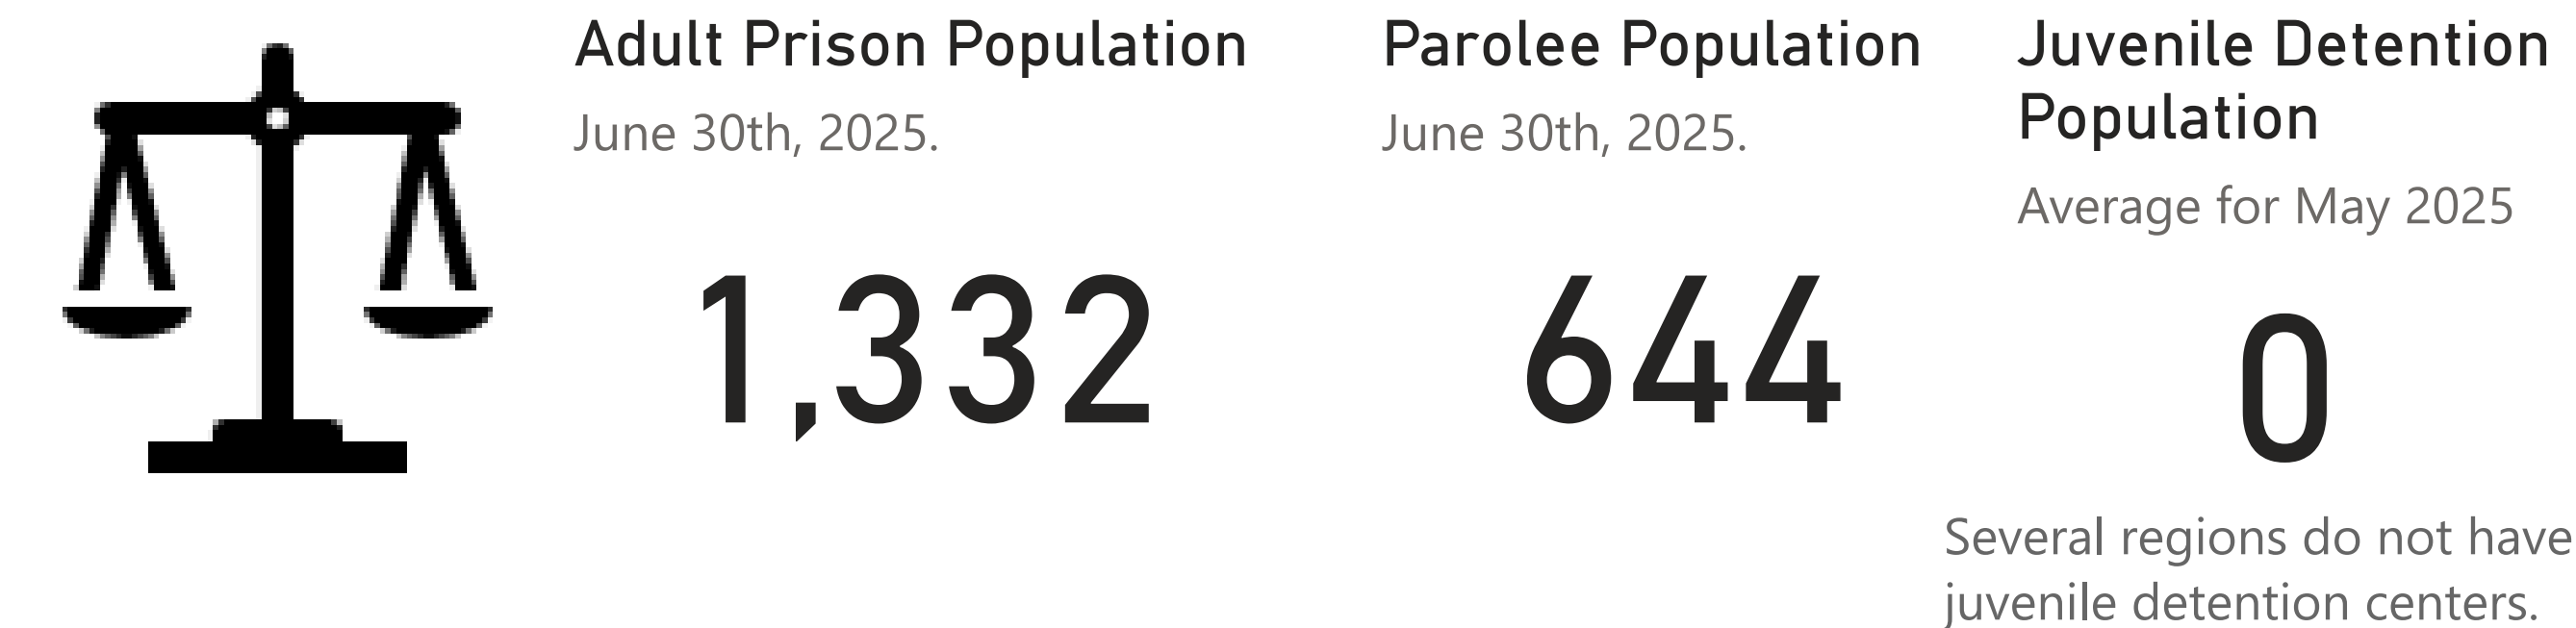 Adult Prison Population
June 30th, 2025.
1,332
Parolee Population
June 30th, 2025.
644
Juvenile Detention
Population
Average for May 2025
0
Several regions do not have
juvenile detention centers.